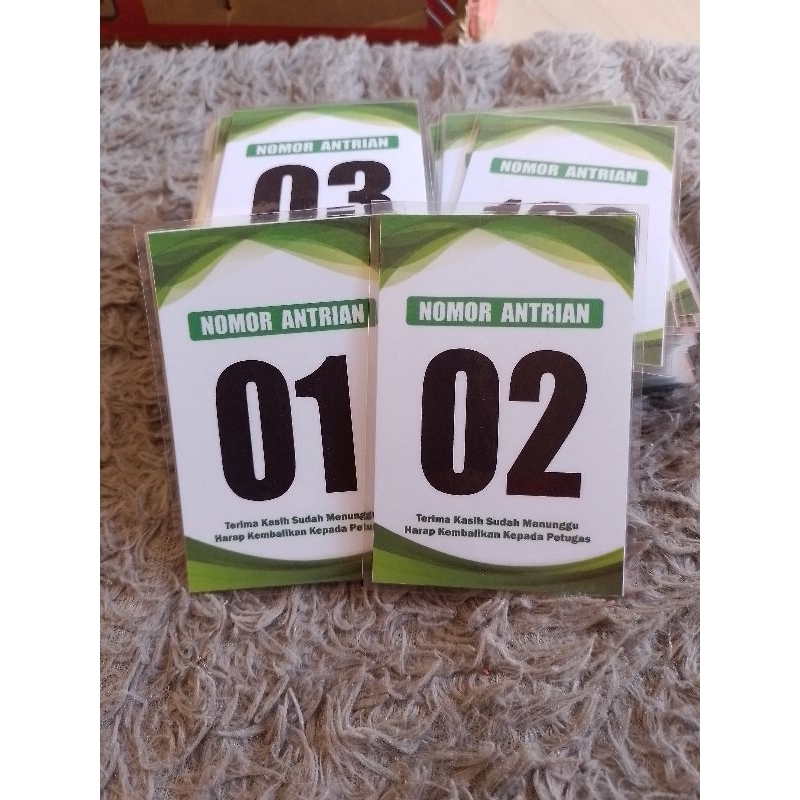 NOMOR ANTRIAN
03
NOMOR ANTRIAN
NOMOR ANTRIAN
01
Terima Kasih Sudah Menunggu
Harap Kembalikan Kepada
NOMOR ANTRIAN
02
Terima Kasih Sudah Menunggu
Harap Kembalikan Kepada Petugas